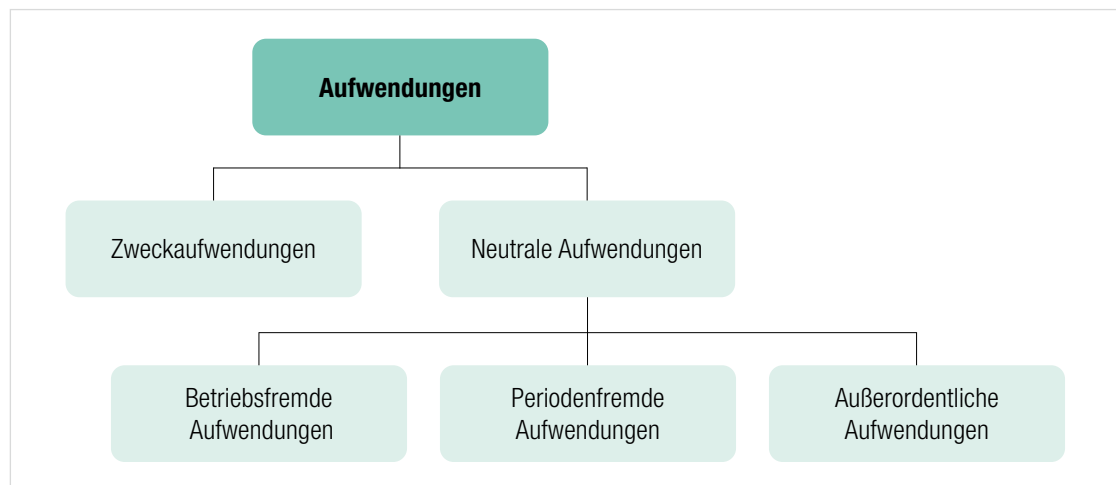 Aufwendungen
Zweckaufwendungen
Neutrale Aufwendungen
Betriebsfremde
Aufwendungen
Periodenfremde
Aufwendungen
Außerordentliche
Aufwendungen